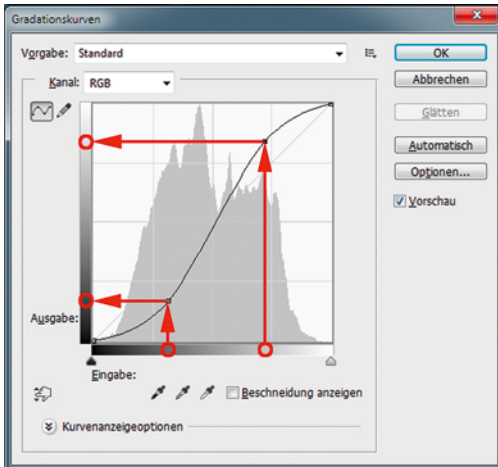 Gradationskurven
Vorgabe: Standard
OK
Kanal: RGB
Abbrechen
Glätten
Automatisch
Optionen...
Vorschau
Ausgabe:
Eingabe:
Beschneidung anzeigen
Kurvenanzeigeoptionen